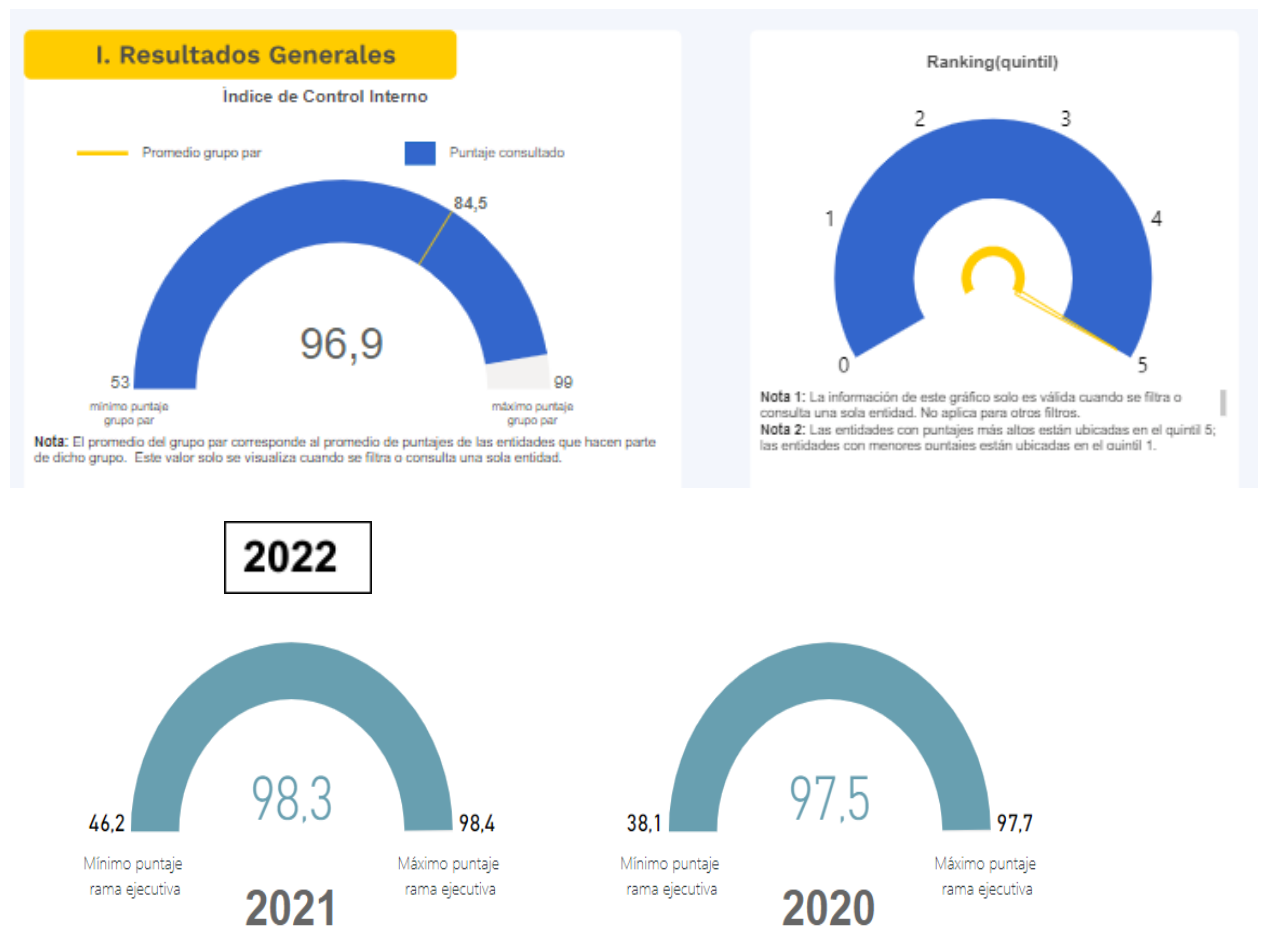 I. Resultados Generales
Índice de Control Interno
Promedio grupo par
Puntaje consultado
84,5
96,9
53
99
mínimo puntaje
grupo par
máximo puntaje
grupo par
Nota: El promedio del grupo par corresponde al promedio de puntajes de las entidades que hacen parte
de dicho grupo. Este valor solo se visualiza cuando se filtra o consulta una sola entidad.
Ranking(quintil)
2
3
1
4
0
5
Nota 1: La información de este gráfico solo es válida cuando se filtra o
consulta una sola entidad. No aplica para otros filtros.
Nota 2: Las entidades con puntajes más altos están ubicadas en el quintil 5;
las entidades con menores puntajes están ubicadas en el quintil 1.
2022
98,3
46,2
98,4
Mínimo puntaje
rama ejecutiva
Máximo puntaje
rama ejecutiva
2021
97,5
38,1
97,7
Mínimo puntaje
rama ejecutiva
Máximo puntaje
rama ejecutiva
2020